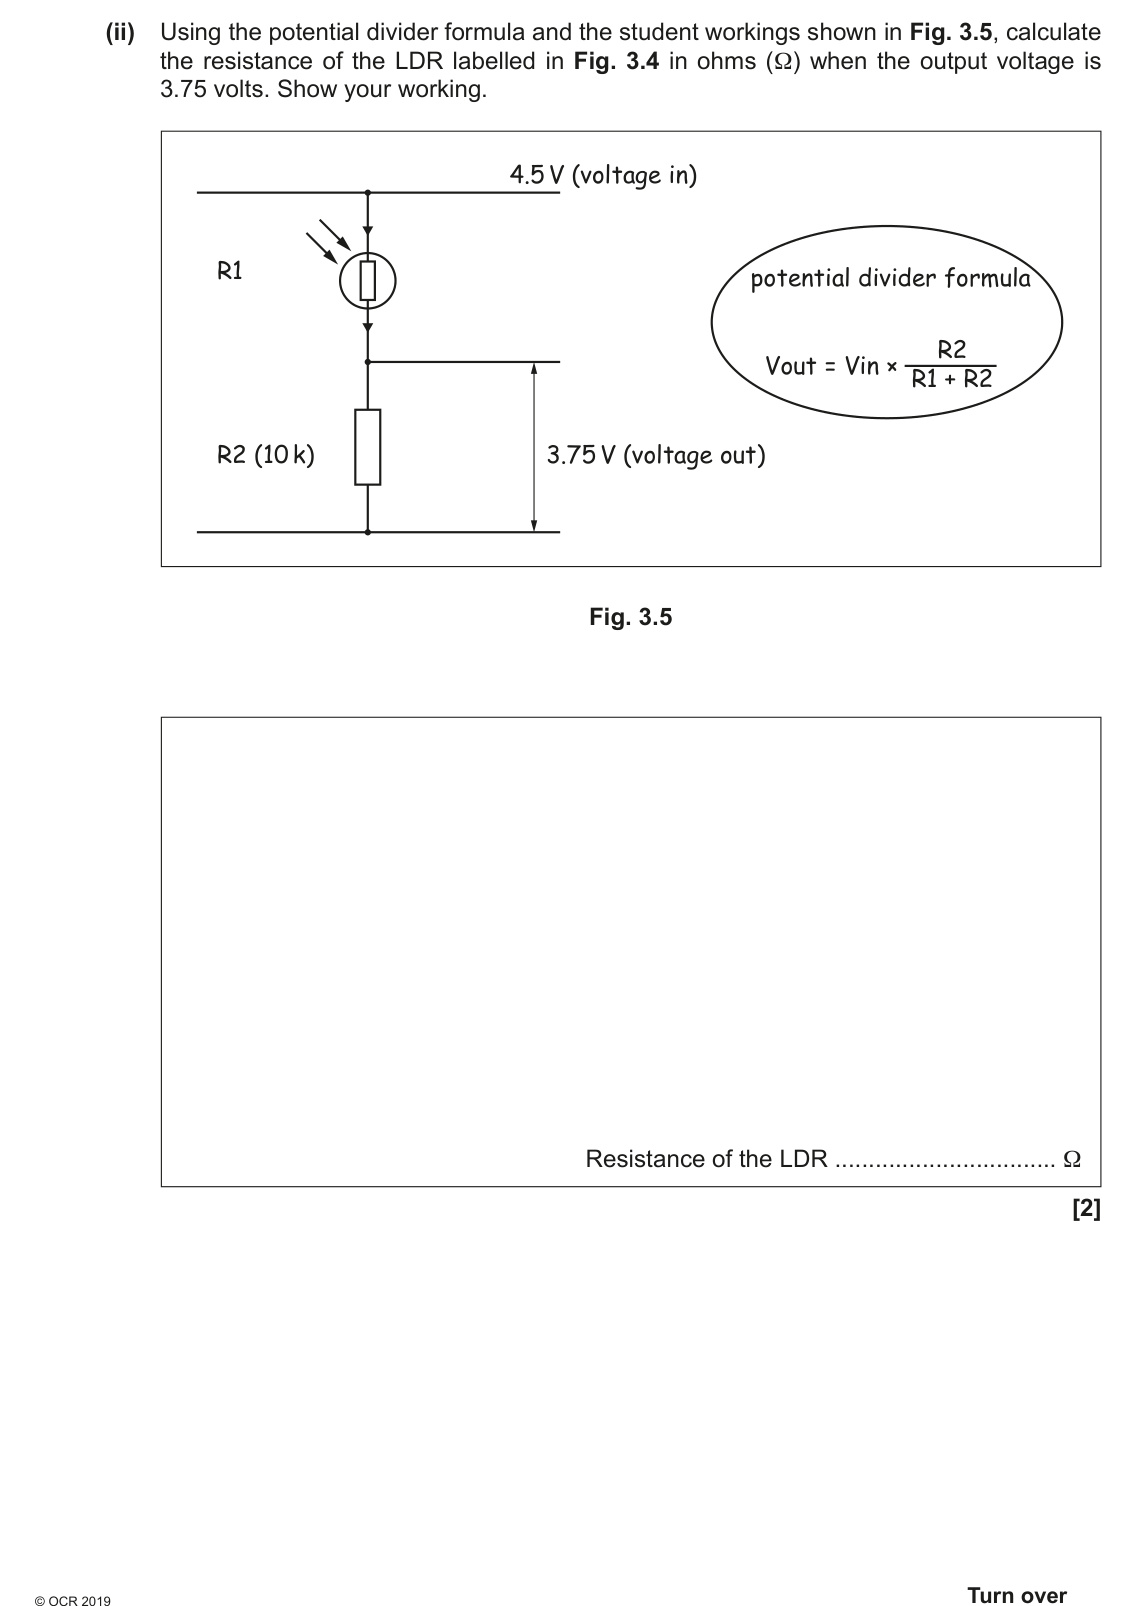 (ii) Using the potential divider formula and the student workings shown in Fig. 3.5, calculate
the resistance of the LDR labelled in Fig. 3.4 in ohms (Ω) when the output voltage is
3.75 volts. Show your working.
4.5 V (voltage in)
R1
potential divider formula
Vout = Vin × R2
R1 + R2
R2 (10 k)
3.75 V (voltage out)
Fig. 3.5
Resistance of the LDR ................................. Ω
[2]
© OCR 2019
Turn over